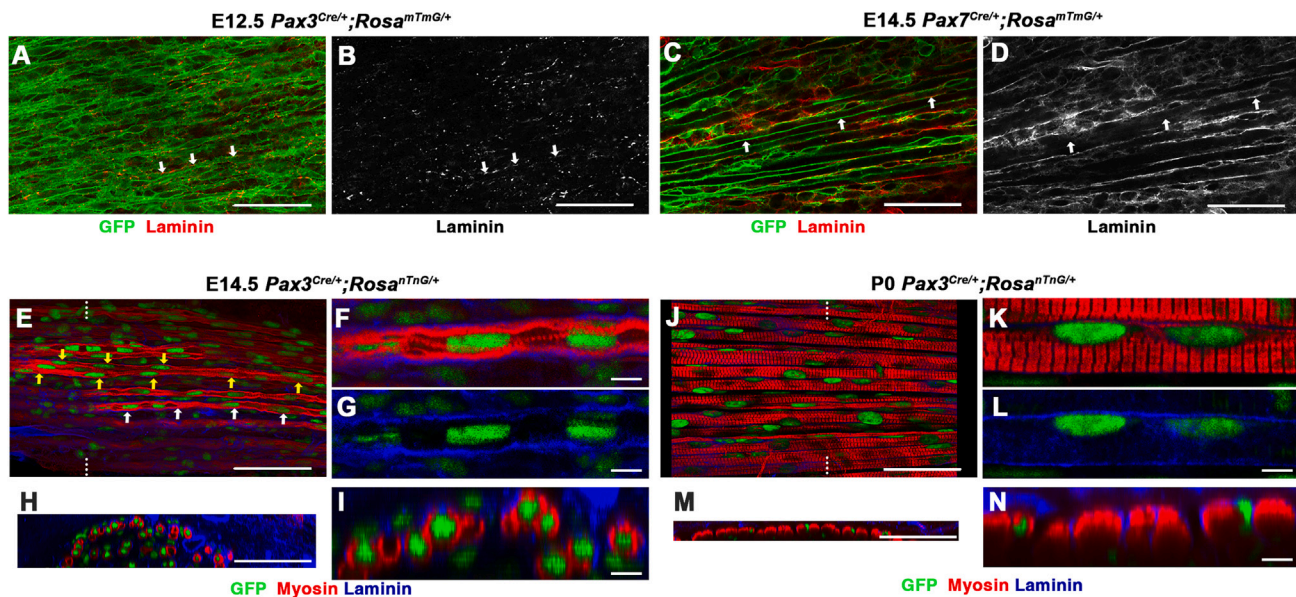 E12.5 Pax3Cre/+;RosamTmG/+
E14.5 Pax7Cre/+;RosamTmG/+
A
B
C
D
GFP Laminin
Laminin
GFP Laminin
Laminin
E14.5 Pax3Cre/+;RosanTnG/+
P0 Pax3Cre/+;RosanTnG/+
E
F
G
H
I
J
K
L
M
N
GFP Myosin Laminin
GFP Myosin Laminin